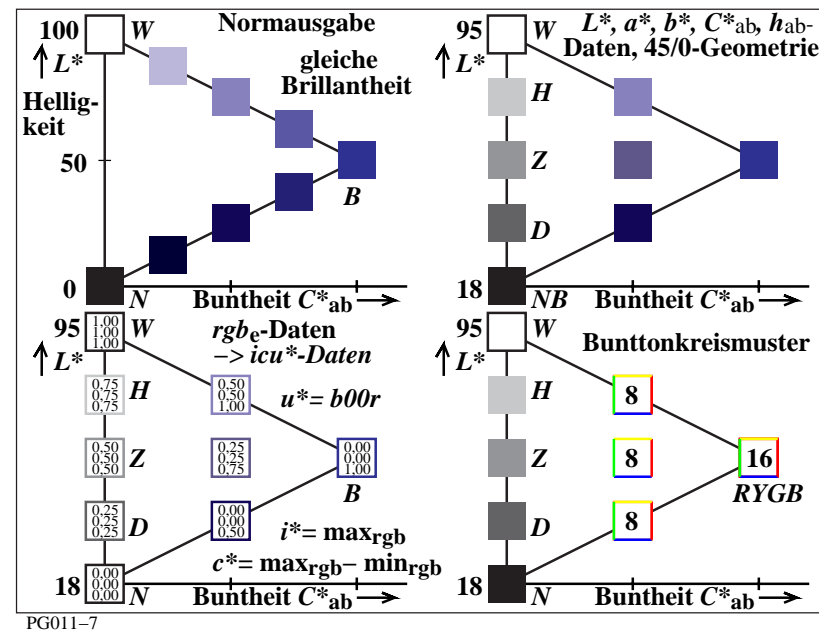 100 W Normausgabe
L*
gleiche
Brillantheit
Hellig-
keit
50
B
0 N Buntheit C*ab
95 W L*, a*, b*, C*ab, hab-
L* Daten, 45/0-Geometrie
H
Z
D
18 NB Buntheit C*ab
95 1,00 1,00 1,00 W rgbe-Daten
L* –> icu*-Daten
0,75 0,75 0,75 H 0,50 0,50 1,00 u*= b00r
0,50 0,50 0,50 Z 0,25 0,25 0,75 0,00 0,00 1,00
B
0,25 0,25 0,25 D 0,00 0,00 0,50 i*= maxrgb
c*= maxrgb– minrgb
18 0,00 0,00 0,00 N Buntheit C*ab
95 W Bunttonkreismuster
L*
H 8
Z 8 16
RYGB
D 8
18 N Buntheit C*ab
PG011–7